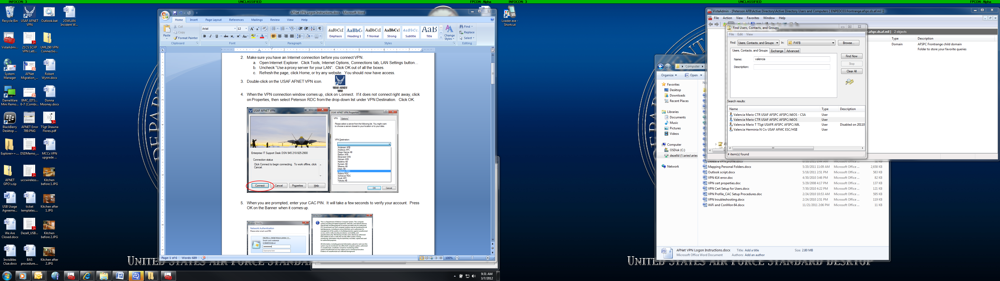 INFOCON: 3
UNCLASSIFIED
FPCON: Alpha
INFOCON: 3
UNCLASSIFIED
FPCON: Alpha
Recycle Bin
USAF AFNET VPN
Outlook.bat
2GWLAN Incident W...
VistaAdmi...
21CS SCXP VPN Lett...
UML290 VPN Connectio...
System Manager
AFNet Migration_...
Robert Wynn.docx
DameWare Mini Remo...
BMC_EITS... 6-7 (Combi...
Donna Mooney.docx
BlackBerry Desktop ...
AFNET Error 789.PNG
TSgt Shawna Flores.pdf
Explorer++...
DSDMemo_...
MCCs VPN upgrade ...
AFNET GPO's.zip
uccwireless...
Kitchen before 1.JPG
USB Usage Agreeme...
ticket templates....
Kitchen after 1.JPG
We Are Closed.docx
Dezell_USB...
Kitchen before 2.JPG
Invisibles Clue.docx
BAS procedure....
Kitchen after 2.JPG
AFNet VPN Logon Instructions.docx - Microsoft Word
Home Insert Page Layout References Mailings Review View Help
Paste
Cut
Copy
Format Painter
Clipboard
Arial 12
Font
Paragraph
AaBbCcI AaBbCc AaBbCcI AaBbCcl AaBbCc. AaB
Emphasis Heading 1 ¶ Normal Strong Subtitle Title
Change Styles
Styles
Find
Replace
Select
Editing
2. Make sure you have an Internet connection before you connect VPN.
a. Open Internet Explorer. Click Tools, Internet Options, Connections tab, LAN Settings button...
b. Uncheck "Use a proxy server for your LAN". Click OK out of all the boxes.
c. Refresh the page, click Home, or try any website. You should now have access.
3. Double-click on the USAF AFNET VPN icon.
USAF AFNET VPN
4. When the VPN connection window comes up, click on Connect. If it does not connect right away, click
on Properties, then select Peterson RDC from the drop-down list under VPN Destination. Click OK.
USAF AFNET VPN
Enterprise IT Support Desk DSN 945 210-925-2900
Connection status
Click Connect to begin connecting. To work offline, click
Cancel.
Connect Cancel Properties Help
USAF AFNET VPN Properties
VPN Options
Please select a server from the following list. You might want
to choose a server closest to your location or to your data.
VPN Destination:
Andersen AFB
Andrews APC
Diego Garcia AB
Eielson AFB
Elmendorf AFB
Hickam AFB
Kadena AB
Kunsan AB
Misawa AB
Osan AB
Peterson RDC
Robins RDC
Schriever RDC
Scott APC
Yokota AB
OK Cancel
5. When you are prompted, enter your CAC PIN. It will take a few seconds to verify your account. Press
OK on the Banner when it comes up.
Windows Security
Network Authentication
Please enter smart card PIN
DEZELL.DEBORAH.ANN.11...
Smart card credential
Username hint
DoD Banner
Page: 1 of 6 Words: 689 100%
UNITED STATES AIR FORCE STANDA
9:31 AM
3/7/2012
Loader.exe - Shortcut
VistaAdmin - [Peterson AFB\Active Directory\Active Directory Users and Computers [ ENPEDC03.frontrange.afspc.ds.af.mil ]]
File Action View Favorites Window Help
.afspc.ds.af.mil ] 2 objects
Type Description
Domain AFSPC Frontrange child domain
Folder to store your favorite queries
Find Users, Contacts, and Groups
File Edit View
Find: Users, Contacts, and Groups In: PAFB Browse...
Users, Contacts, and Groups Exchange Advanced
Name: valencia
Description:
Find Now
Stop
Clear All
Search results:
Name Type Description
Valencia Mario CTR USAF AFSPC AFSPC/A6OS - CSA User
Valencia Mario CTR USAF AFSPC AFSPC/A6OS User
Valencia Mario T TSgt USAFR AFSPC AFSPC/A9L User Disabled on 20110
Valencia Herminia N Civ USAF AFMC ESC/HSII User
4 item(s) found
Computer
Organize Open
Favorites
Desktop
Downloads
Recent Places
Libraries
Documents
Music
Pictures
Videos
Computer
OSDisk (C:)
dezelld (\\aries\aries
Network
Delete a VPN profile.docx 6/16/2011 8:44 AM Microsoft Office ... 52 KB
Mapping Personal Folders.docx 5/20/2011 11:09 AM Microsoft Office ... 2,658 KB
Outlook script.docx 5/18/2011 2:51 PM Microsoft Office ... 583 KB
VPN 414 error.doc 4/30/2010 3:46 PM Microsoft Office ... 82 KB
VPN cert properties.doc 5/29/2008 4:17 PM Microsoft Office ... 137 KB
VPN Cert Setup for Users.docx 7/30/2010 4:22 PM Microsoft Office ... 121 KB
VPN Profile_CAC Setup Procedures.doc 2/24/2010 10:53 AM Microsoft Office ... 595 KB
VPN troubleshooting.docx 2/24/2010 2:51 PM Microsoft Office ... 119 KB
WiFi and ConMon 64.docx 11/21/2011 2:06 PM Microsoft Office ... 11 KB
AFNet VPN Logon Instructions.docx Title: Add a title Size: 2.80 MB
Microsoft Office Word Document Authors: Add an author
UNITED STATES AIR FORCE STANDARD DESKTOP